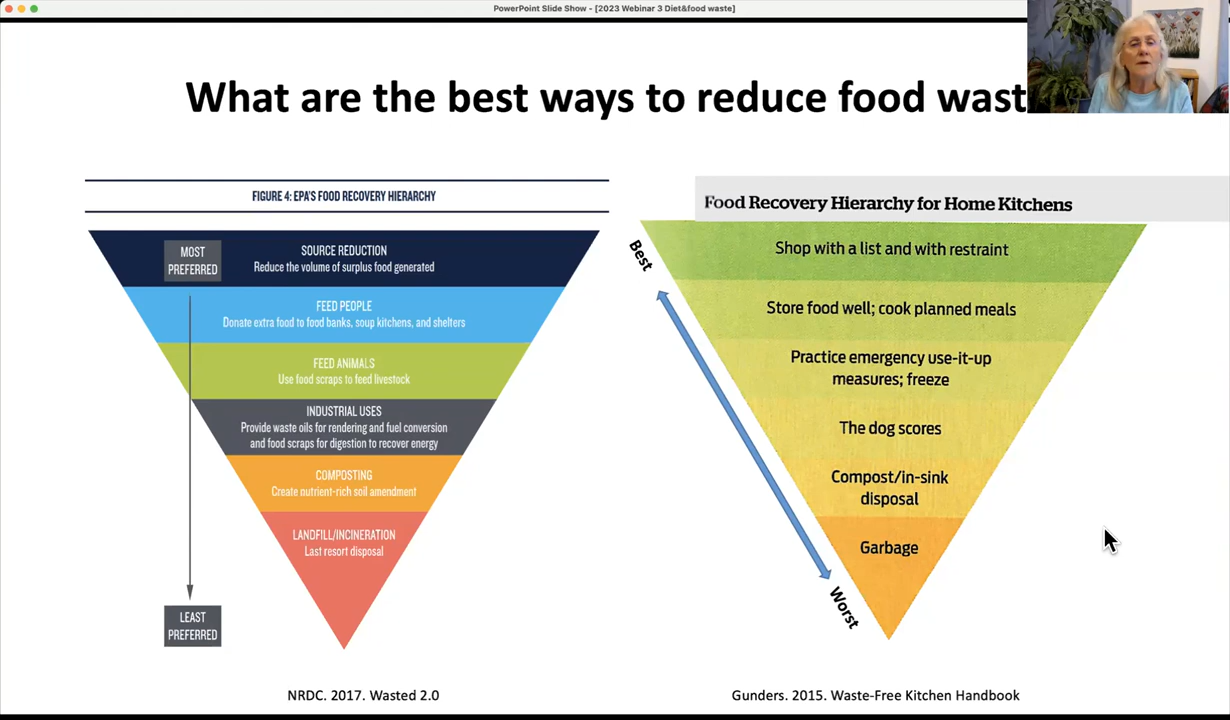 PowerPoint Slide Show - [2023 Webinar 3 Diet&food waste]
What are the best ways to reduce food wast
FIGURE 4: EPA'S FOOD RECOVERY HIERARCHY
MOST
PREFERRED
SOURCE REDUCTION
Reduce the volume of surplus food generated
FEED PEOPLE
Donate extra food to food banks, soup kitchens, and shelters
FEED ANIMALS
Use food scraps to feed livestock
INDUSTRIAL USES
Provide waste oils for rendering and fuel conversion
and food scraps for digestion to recover energy
COMPOSTING
Create nutrient-rich soil amendment
LANDFILL/INCINERATION
Last resort disposal
LEAST
PREFERRED
NRDC. 2017. Wasted 2.0
Food Recovery Hierarchy for Home Kitchens
Best
Shop with a list and with restraint
Store food well; cook planned meals
Practice emergency use-it-up
measures; freeze
The dog scores
Compost/in-sink
disposal
Garbage
Worst
Gunders. 2015. Waste-Free Kitchen Handbook